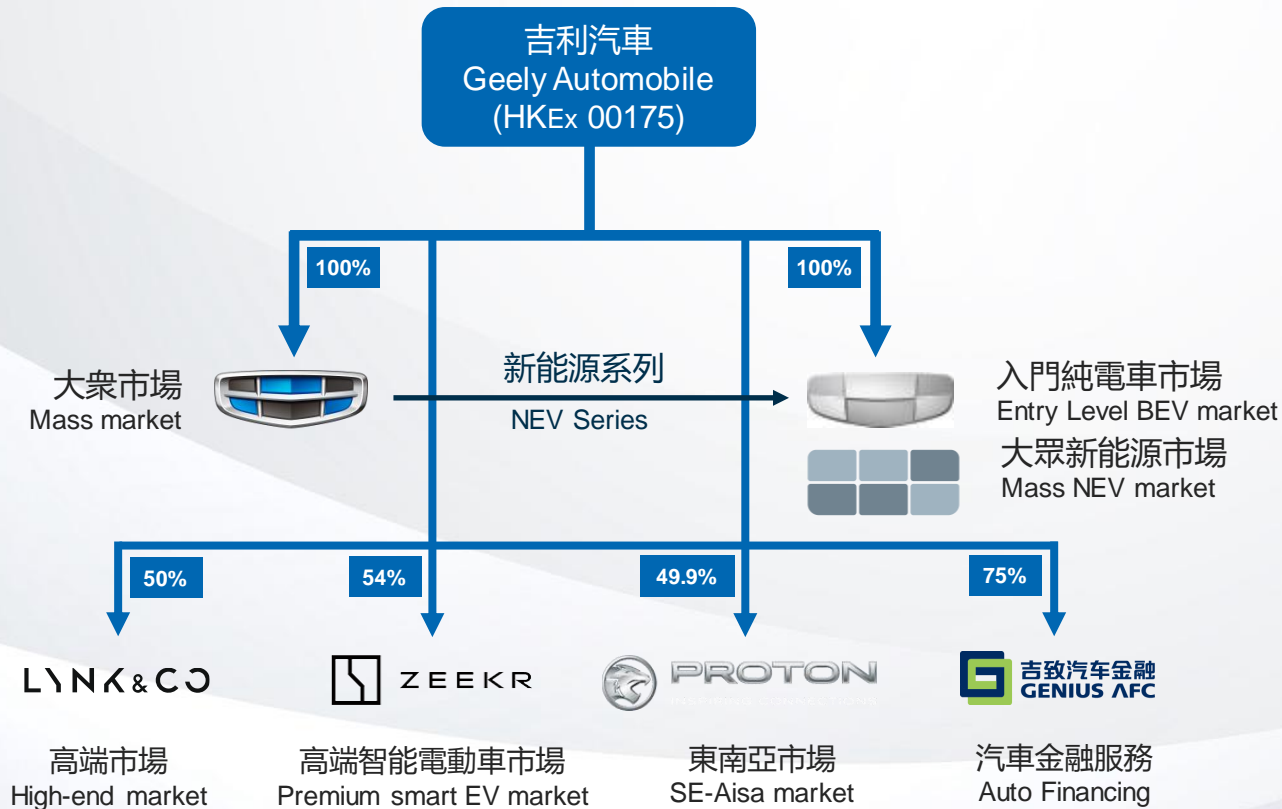 吉利汽車
Geely Automobile
(HKEx 00175)
100%
100%
大衆市場
Mass market
新能源系列
NEV Series
入門純電車市場
Entry Level BEV market
大眾新能源市場
Mass NEV market
50%
54%
49.9%
75%
LYNK & CO
ZEEKR
PROTON
吉致汽车金融
GENIUS AFC
高端市場
High-end market
高端智能電動車市場
Premium smart EV market
東南亞市場
SE-Aisa market
汽車金融服務
Auto Financing